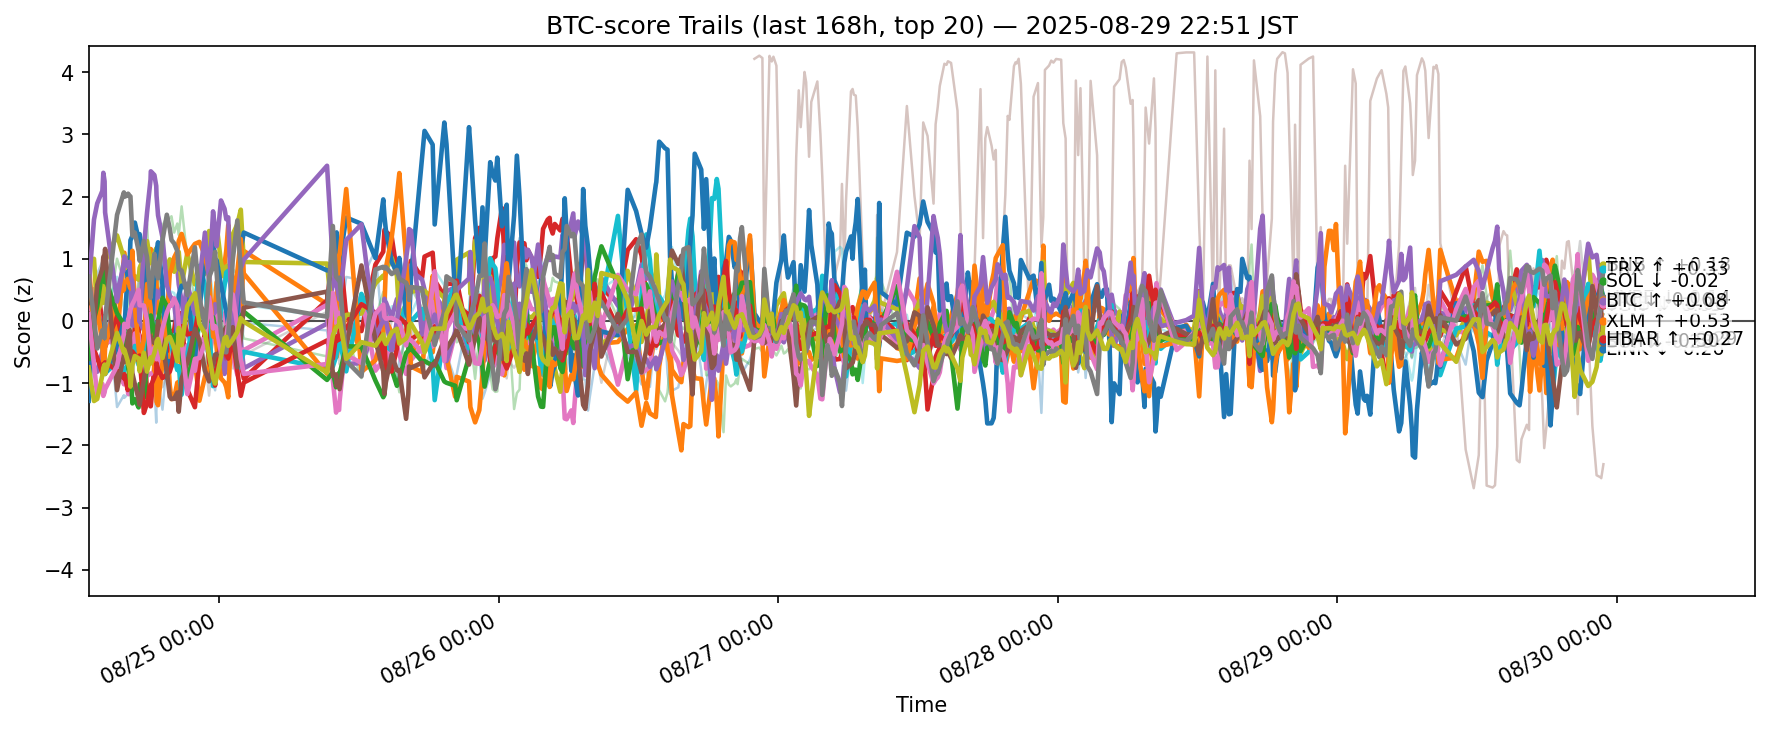 BTC-score Trails (last 168h, top 20) — 2025-08-29 22:51 JST
Score (z)
4
3
2
1
0
−1
−2
−3
−4
TRX ↑ +0.33
SOL ↓ -0.02
BTC ↑ +0.08
XLM ↑ +0.53
HBAR ↑ +0.27
LINK ↓
08/25 00:00
08/26 00:00
08/27 00:00
08/28 00:00
08/29 00:00
08/30 00:00
Time